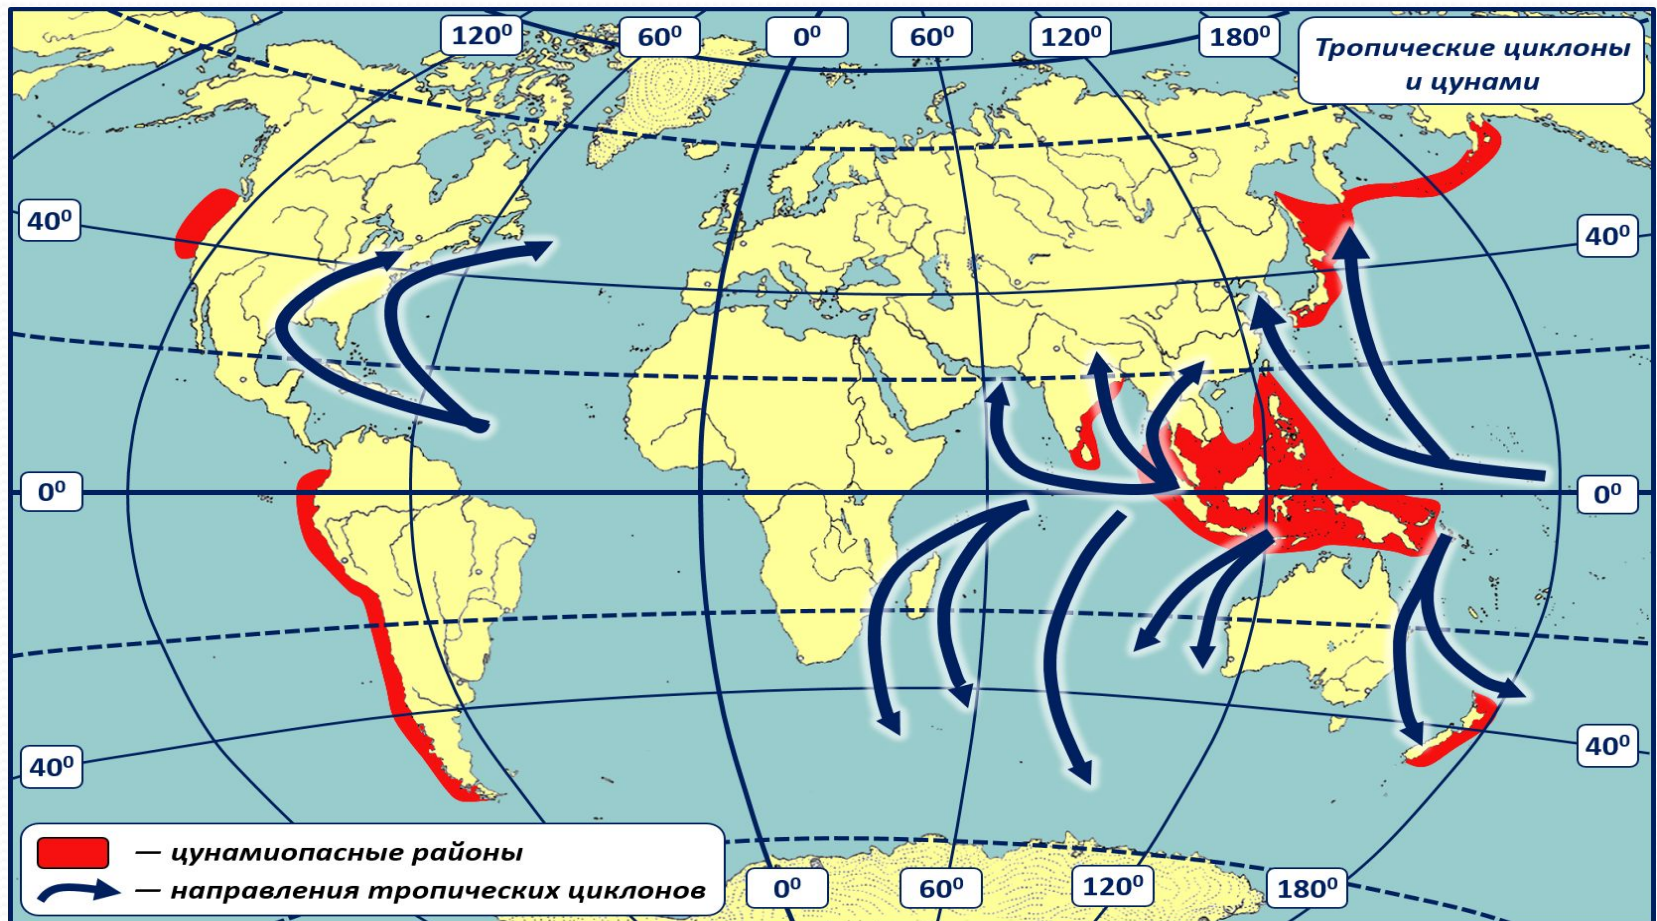 120⁰ 60⁰ 0⁰ 60⁰ 120⁰ 180⁰
Тропические циклоны
и цунами
40⁰ 40⁰
0⁰ 0⁰
40⁰ 40⁰
— цунамиопасные районы
— направления тропических циклонов
0⁰ 60⁰ 120⁰ 180⁰